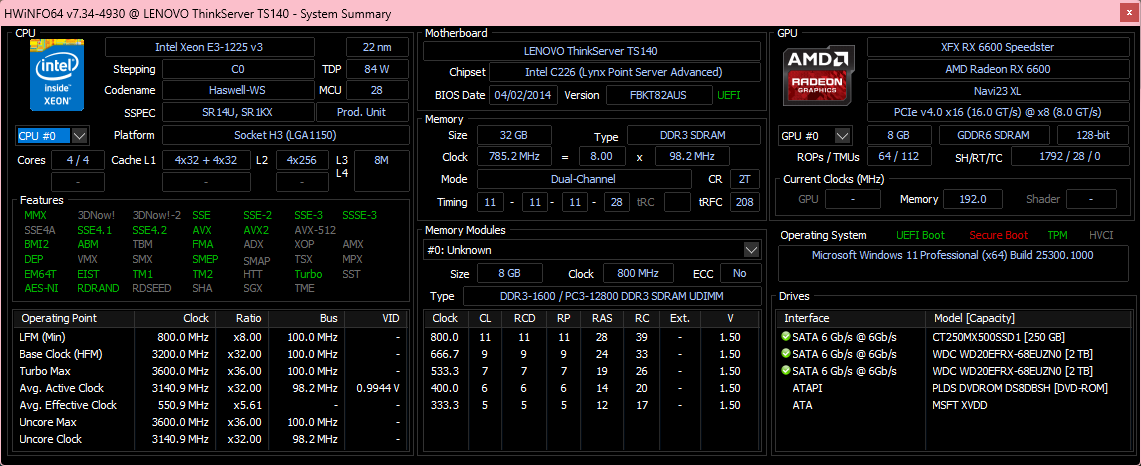 HWiNFO64 v7.34-4930 @ LENOVO ThinkServer TS140 - System Summary
CPU
intel inside™ XEON®
Intel Xeon E3-1225 v3 22 nm
Stepping C0 TDP 84 W
Codename Haswell-WS MCU 28
SSPEC SR14U, SR1KX Prod. Unit
CPU #0 Platform Socket H3 (LGA1150)
Cores 4 / 4 Cache L1 4x32 + 4x32 L2 4x256 L3 8M
- - - L4
Features
MMX 3DNow! 3DNow!-2 SSE SSE-2 SSE-3 SSSE-3
SSE4A SSE4.1 SSE4.2 AVX AVX2 AVX-512
BMI2 ABM TBM FMA ADX XOP AMX
DEP VMX SMX SMEP SMAP TSX MPX
EM64T EIST TM1 TM2 HTT Turbo SST
AES-NI RDRAND RDSEED SHA SGX TME
Operating Point Clock Ratio Bus VID
LFM (Min) 800.0 MHz x8.00 100.0 MHz -
Base Clock (HFM) 3200.0 MHz x32.00 100.0 MHz -
Turbo Max 3600.0 MHz x36.00 100.0 MHz -
Avg. Active Clock 3140.9 MHz x32.00 98.2 MHz 0.9944 V
Avg. Effective Clock 550.9 MHz x5.61 -
Uncore Max 3600.0 MHz x36.00 100.0 MHz -
Uncore Clock 3140.9 MHz x32.00 98.2 MHz -
Motherboard
LENOVO ThinkServer TS140
Chipset Intel C226 (Lynx Point Server Advanced)
BIOS Date 04/02/2014 Version FBKT82AUS UEFI
Memory
Size 32 GB Type DDR3 SDRAM
Clock 785.2 MHz = 8.00 x 98.2 MHz
Mode Dual-Channel CR 2T
Timing 11 - 11 - 11 - 28 tRC tRFC 208
Memory Modules
#0: Unknown
Size 8 GB Clock 800 MHz ECC No
Type DDR3-1600 / PC3-12800 DDR3 SDRAM UDIMM
Clock CL RCD RP RAS RC Ext. V
800.0 11 11 11 28 39 - 1.50
666.7 9 9 9 24 33 - 1.50
533.3 7 7 7 19 26 - 1.50
400.0 6 6 6 14 20 - 1.50
333.3 5 5 5 12 17 - 1.50
GPU
AMD RADEON GRAPHICS
XFX RX 6600 Speedster
AMD Radeon RX 6600
Navi23 XL
PCIe v4.0 x16 (16.0 GT/s) @ x8 (8.0 GT/s)
GPU #0 8 GB GDDR6 SDRAM 128-bit
ROPs / TMUs 64 / 112 SH/RT/TC 1792 / 28 / 0
Current Clocks (MHz)
GPU - Memory 192.0 Shader -
Operating System UEFI Boot Secure Boot TPM HVCI
Microsoft Windows 11 Professional (x64) Build 25300.1000
Drives
Interface Model [Capacity]
SATA 6 Gb/s @ 6Gb/s CT250MX500SSD1 [250 GB]
SATA 6 Gb/s @ 6Gb/s WDC WD20EFRX-68EUZN0 [2 TB]
SATA 6 Gb/s @ 6Gb/s WDC WD20EFRX-68EUZN0 [2 TB]
ATAPI PLDS DVDROM DS8DBSH [DVD-ROM]
ATA MSFT XVDD